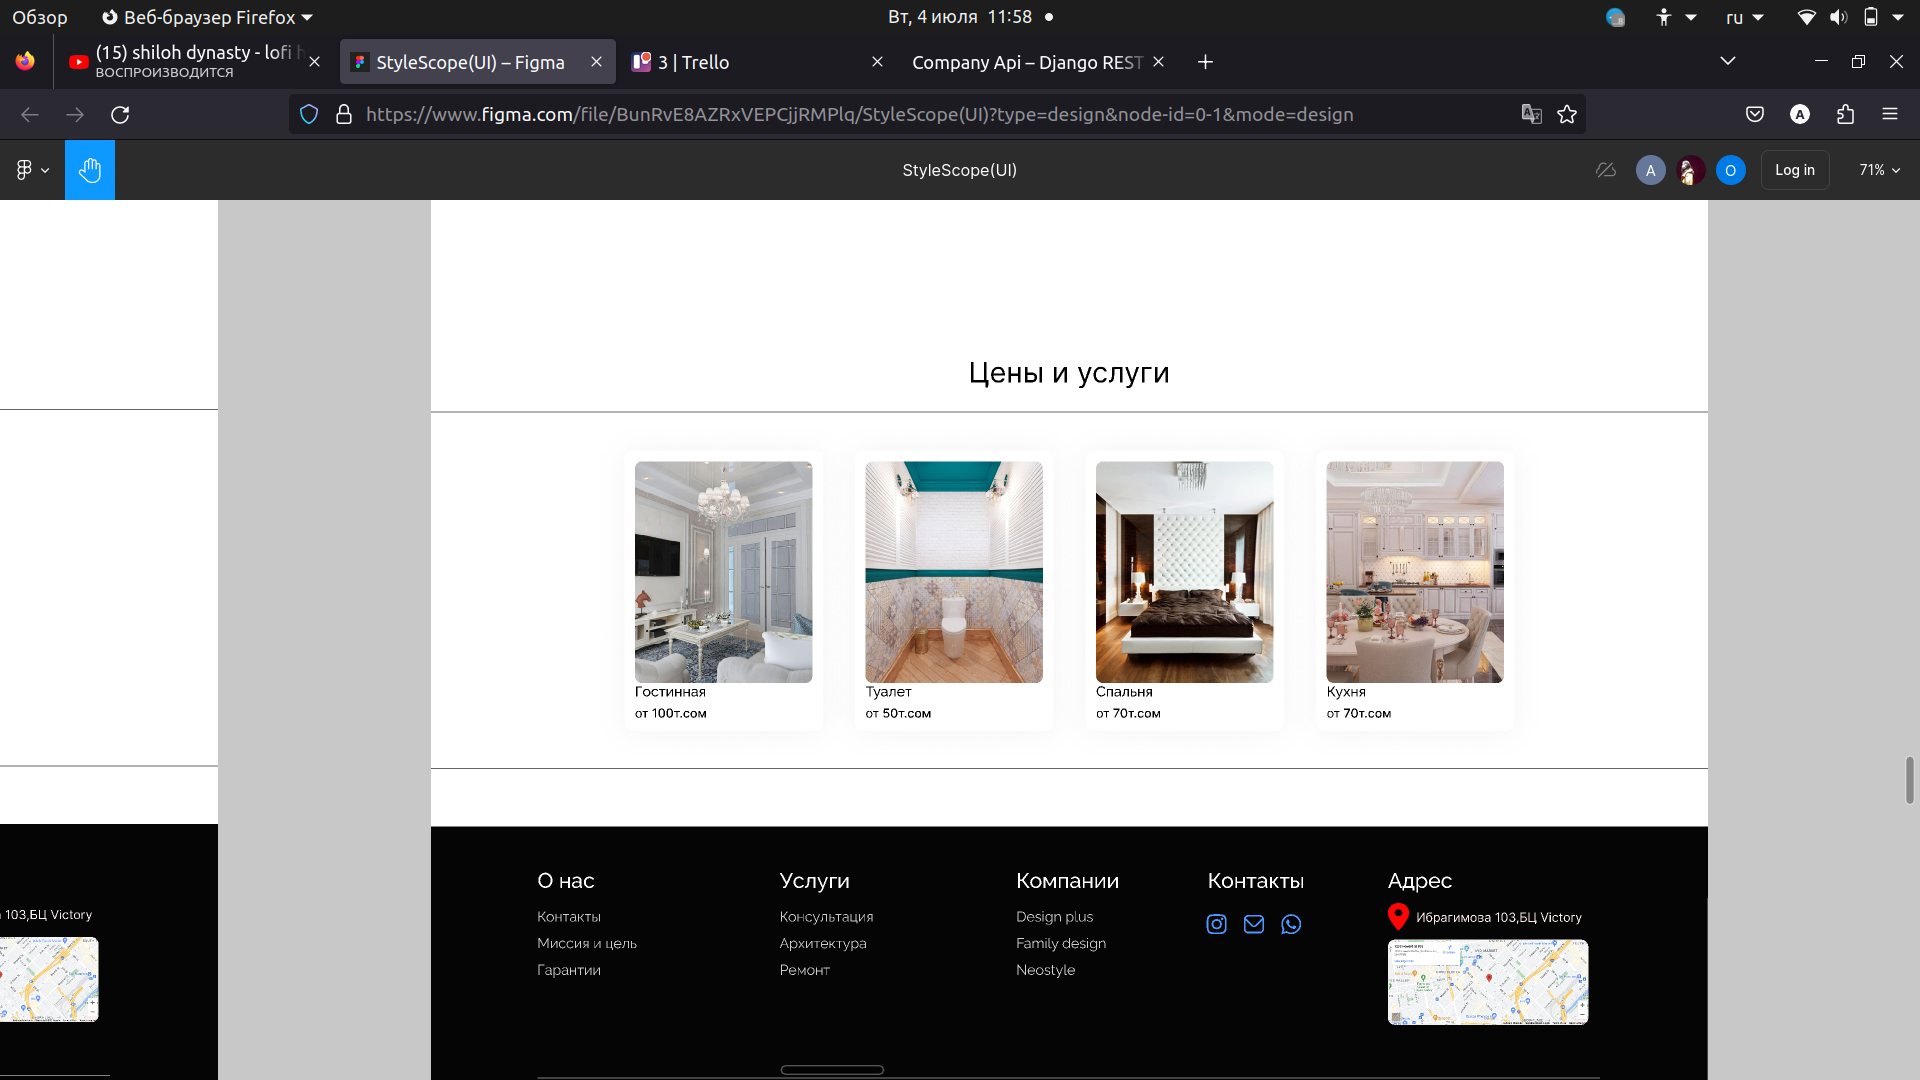 Обзор
Веб-браузер Firefox
Вт, 4 июля 11:58
ru
(15) shiloh dynasty - lofi h
ВОСПРОИЗВОДИТСЯ
StyleScope(UI) – Figma
3 | Trello
Company Api – Django REST
https://www.figma.com/file/BunRvE8AZRxVEPCjjRMPlq/StyleScope(UI)?type=design&node-id=0-1&mode=design
A
StyleScope(UI)
A
O
Log in
71%
Цены и услуги
Гостинная
от 100т.сом
Туалет
от 50т.сом
Спальня
от 70т.сом
Кухня
от 70т.сом
103,БЦ Victory
О нас
Контакты
Миссия и цель
Гарантии
Услуги
Консультация
Архитектура
Ремонт
Компании
Design plus
Family design
Neostyle
Контакты
Адрес
Ибрагимова 103,БЦ Victory